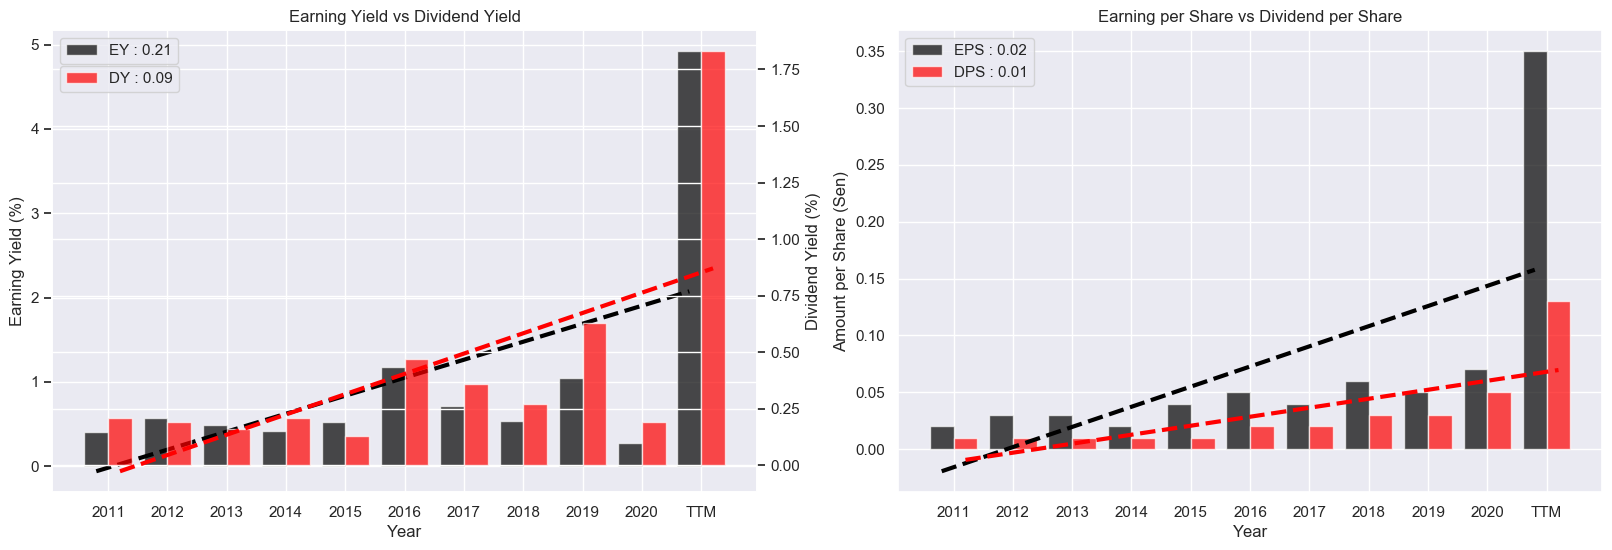 Earning Yield vs Dividend Yield
EY : 0.21
DY : 0.09
5
4
3
2
1
0
Earning Yield (%)
1.75
1.50
1.25
1.00
0.75
0.50
0.25
0.00
Dividend Yield (%)
2011 2012 2013 2014 2015 2016 2017 2018 2019 2020 TTM
Year
Earning per Share vs Dividend per Share
EPS : 0.02
DPS : 0.01
0.35
0.30
0.25
0.20
0.15
0.10
0.05
0.00
Amount per Share (Sen)
2011 2012 2013 2014 2015 2016 2017 2018 2019 2020 TTM
Year